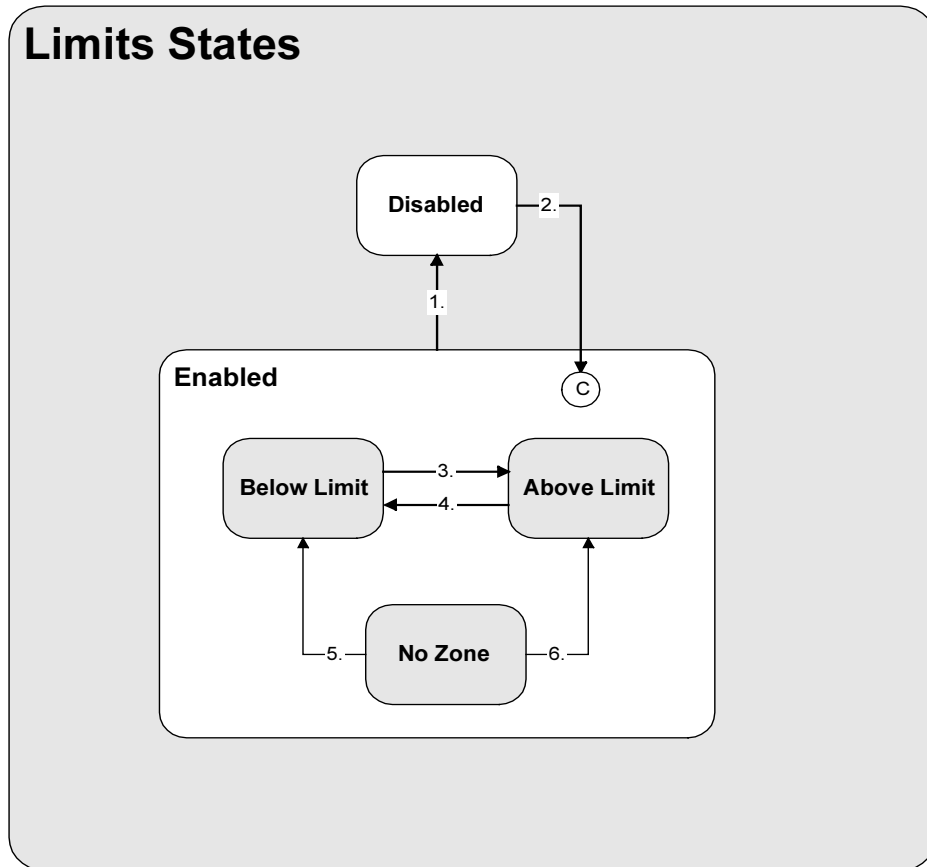 Limits States
Disabled
2.
1.
Enabled
C
Below Limit
3.
Above Limit
4.
5.
No Zone
6.